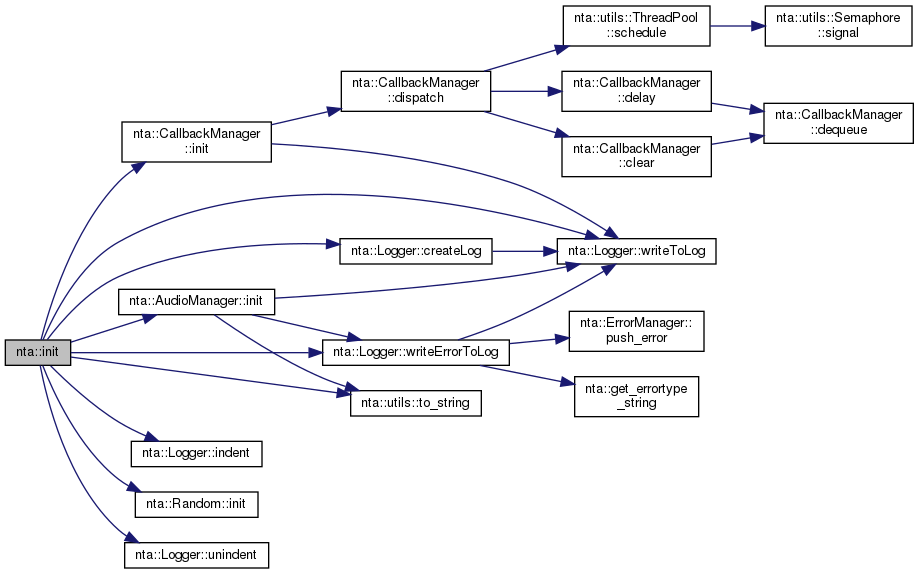 nta::utils::ThreadPool
::schedule
nta::utils::Semaphore
::signal
nta::CallbackManager
::dispatch
nta::CallbackManager
::delay
nta::CallbackManager
::dequeue
nta::CallbackManager
::init
nta::CallbackManager
::clear
nta::Logger::createLog
nta::Logger::writeToLog
nta::AudioManager::init
nta::ErrorManager::
push_error
nta::init
nta::Logger::writeErrorToLog
nta::get_errortype
_string
nta::utils::to_string
nta::Logger::indent
nta::Random::init
nta::Logger::unindent